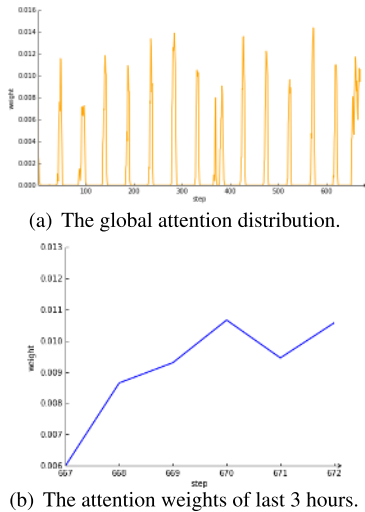 0.016
0.014
0.012
0.010
0.008
0.006
0.004
0.002
0.000
weight
100 200 300 400 500 600
step
(a) The global attention distribution.
0.013
0.012
0.011
0.010
0.009
0.008
0.006
weight
667 668 669 670 671 672
step
(b) The attention weights of last 3 hours.